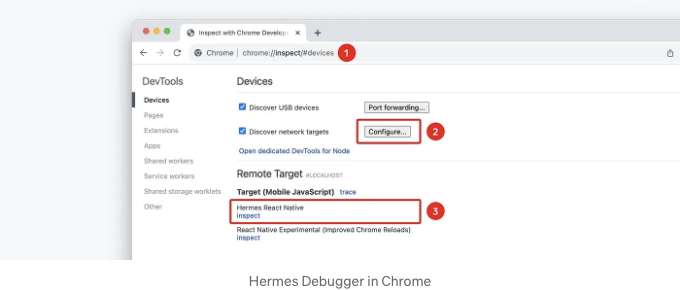 Inspect with Chrome Develope
Chrome chrome://inspect/#devices 1
DevTools
Devices
Pages
Extensions
Apps
Shared workers
Service workers
Shared storage worklets
Other
Devices
Discover USB devices Port forwarding...
Discover network targets Configure... 2
Open dedicated DevTools for Node
Remote Target #LOCALHOST
Target (Mobile JavaScript) trace
Hermes React Native
inspect
3
React Native Experimental (Improved Chrome Reloads)
inspect
Hermes Debugger in Chrome